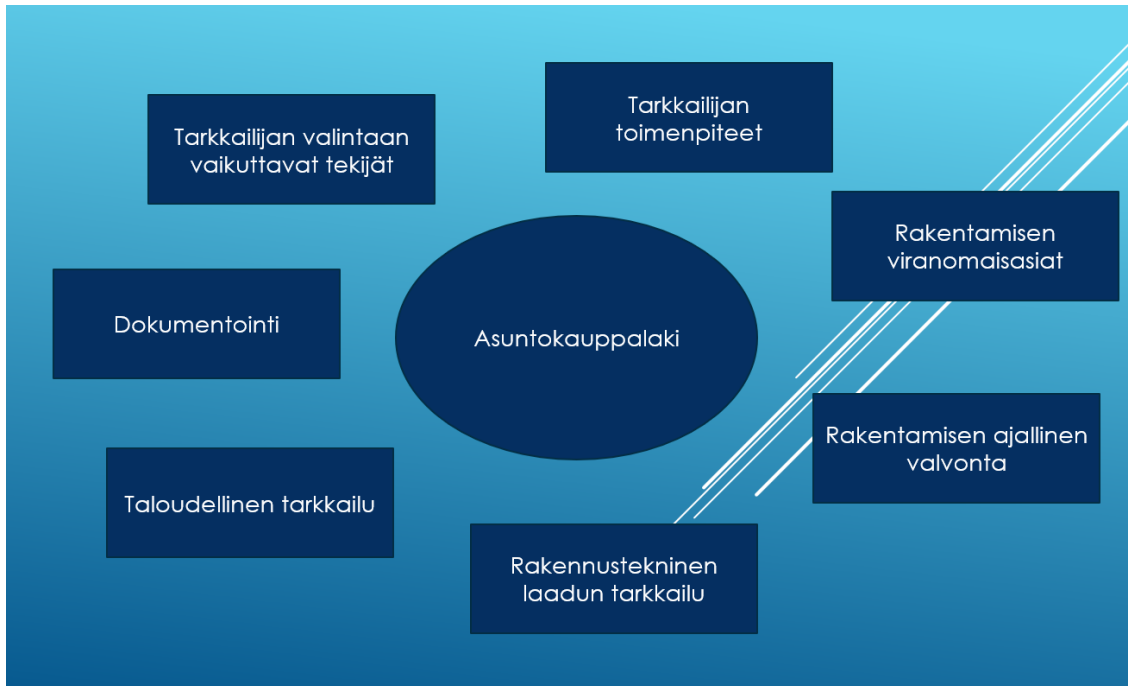 Tarkkailijan
toimenpiteet
Tarkkailijan valintaan
vaikuttavat tekijät
Rakentamisen
viranomaisasiat
Dokumentointi
Asuntokauppalaki
Rakentamisen ajallinen
valvonta
Taloudellinen tarkkailu
Rakennustekninen
laadun tarkkailu